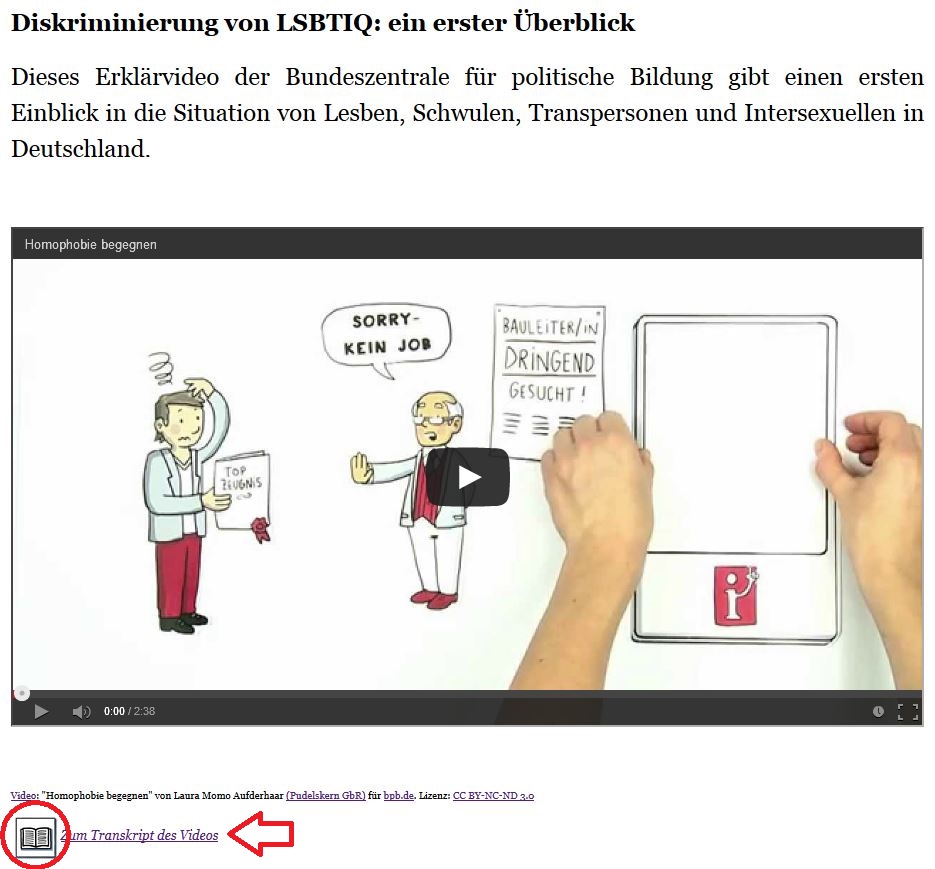 Diskriminierung von LSBTIQ: ein erster Überblick
Dieses Erklärvideo der Bundeszentrale für politische Bildung gibt einen ersten
Einblick in die Situation von Lesben, Schwulen, Transpersonen und Intersexuellen in
Deutschland.
Homophobie begegnen
SORRY-
KEIN JOB
BAULEITER/IN
DRINGEND
GESUCHT!
TOP
ZEUGNIS
i
0:00 / 2:38
Video: "Homophobie begegnen" von Laura Momo Aufderhaar (Pudelskern GbR) für bpb.de. Lizenz: CC BY-NC-ND 3.0
Zum Transkript des Videos